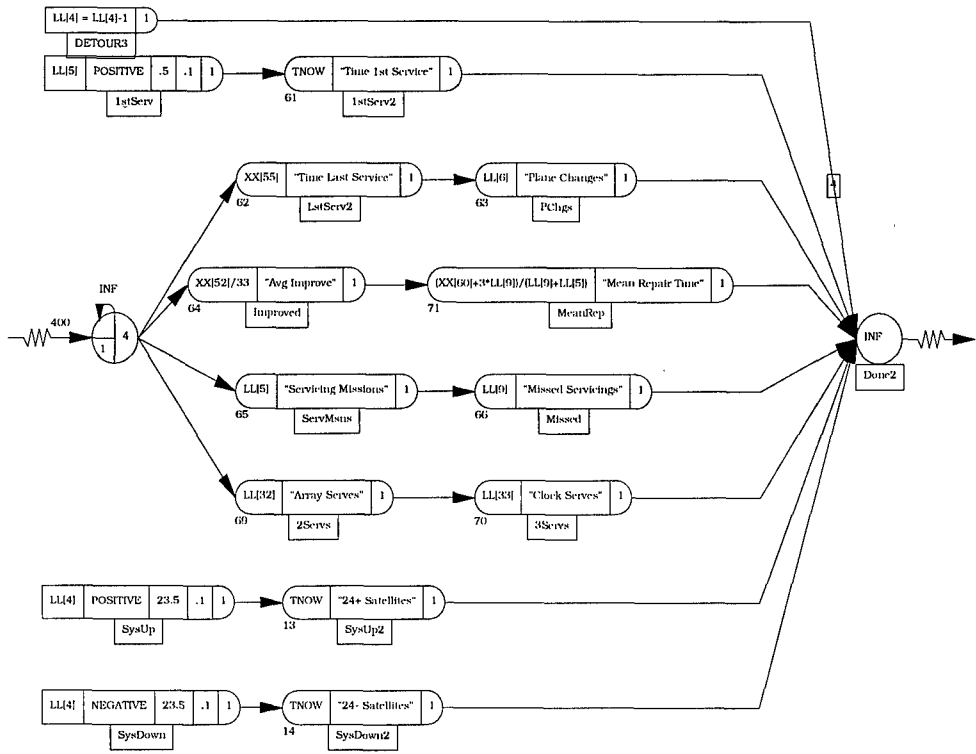 LL[4] = LL[4]-1 1
DETOUR3
LL[5] POSITIVE .5 .1 1
1stServ
TNOW "Time 1st Service" 1
61
1stServ2
XX[55] "Time Last Service" 1
62
LstServ2
LL[6] "Plane Changes" 1
63
PChgs
4
XX[52]/33 "Avg Improve" 1
64
Improved
(XX[60]+3*LL[9])/(LL[9]+LL[5]) "Mean Repair Time" 1
71
MeanRep
INF
400
1
4
INF
Done2
LL[5] "Servicing Missions" 1
65
ServMsns
LL[9] "Missed Servicings" 1
66
Missed
LL[32] "Array Serves" 1
69
2Servs
LL[33] "Clock Serves" 1
70
3Servs
LL[4] POSITIVE 23.5 .1 1
SysUp
TNOW "24+ Satellites" 1
13
SysUp2
LL[4] NEGATIVE 23.5 .1 1
SysDown
TNOW "24- Satellites" 1
14
SysDown2